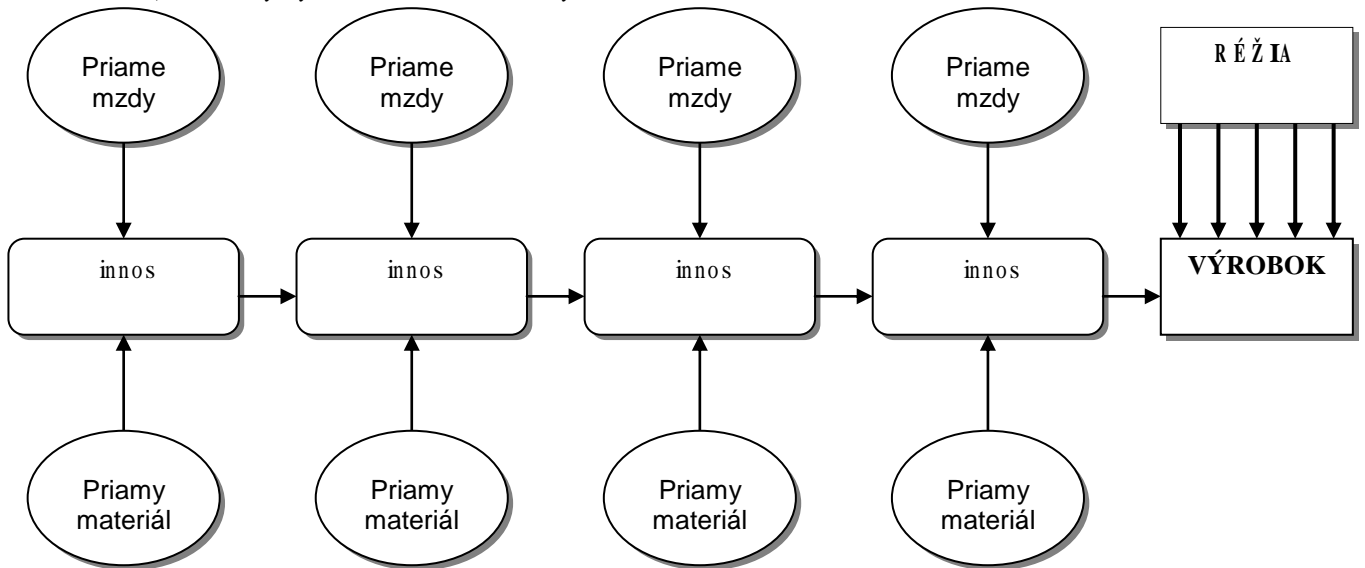 Priame
mzdy
Priame
mzdy
Priame
mzdy
Priame
mzdy
RÉŽIA
innos
innos
innos
innos
VÝROBOK
Priamy
materiál
Priamy
materiál
Priamy
materiál
Priamy
materiál